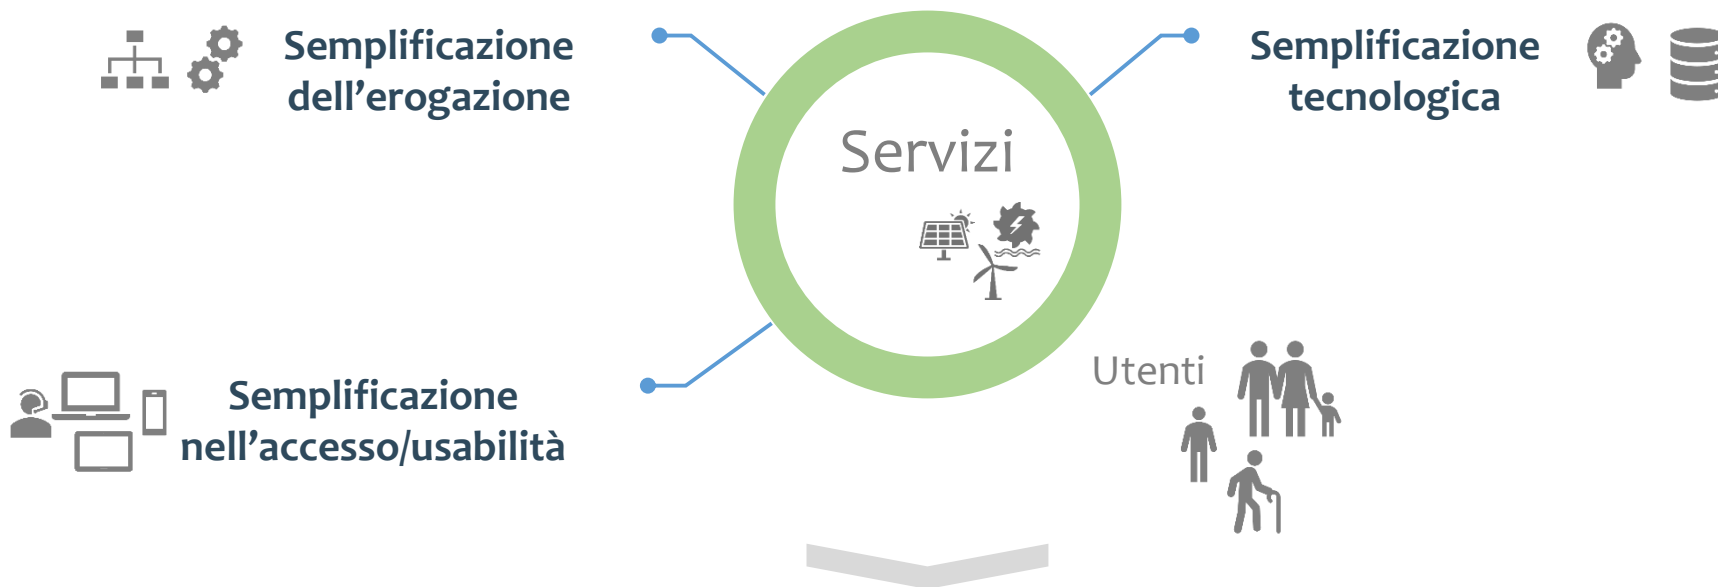 Semplificazione
dell’erogazione
Semplificazione
tecnologica
Servizi
Utenti
Semplificazione
nell’accesso/usabilità